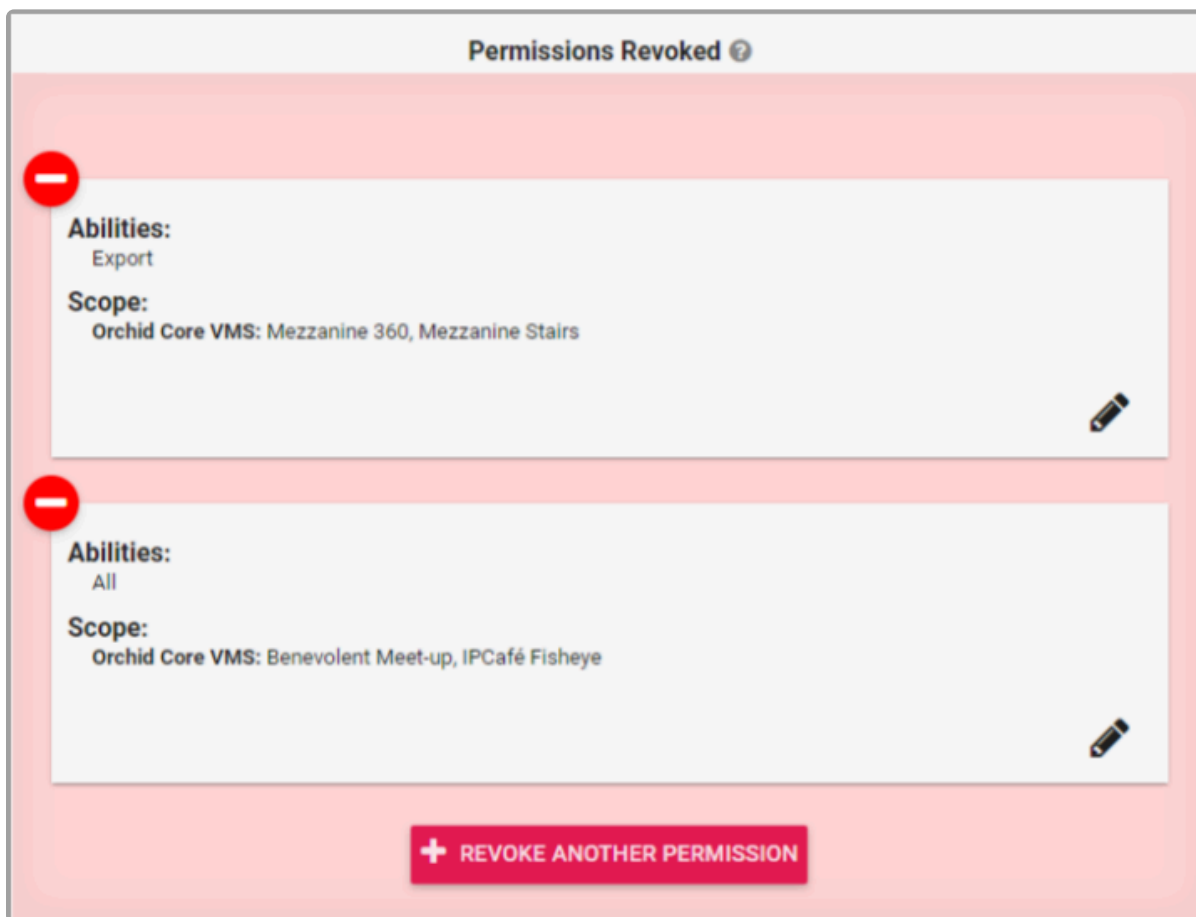 Permissions Revoked
Abilities:
Export
Scope:
Orchid Core VMS: Mezzanine 360, Mezzanine Stairs
Abilities:
All
Scope:
Orchid Core VMS: Benevolent Meet-up, IPCafé Fisheye
REVOKE ANOTHER PERMISSION